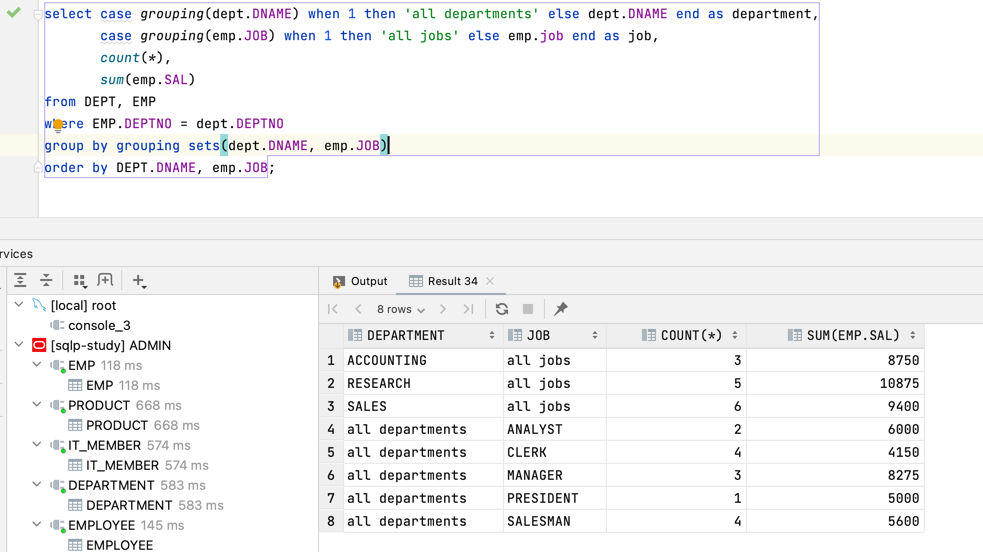 select case grouping(dept.DNAME) when 1 then 'all departments' else dept.DNAME end as department,
case grouping(emp.JOB) when 1 then 'all jobs' else emp.job end as job,
count(*),
sum(emp.SAL)
from DEPT, EMP
where EMP.DEPTNO = dept.DEPTNO
group by grouping sets(dept.DNAME, emp.JOB)
order by DEPT.DNAME, emp.JOB;
rvices
Output
Result 34
8 rows
[local] root
console_3
[sqlp-study] ADMIN
EMP 118 ms
EMP 118 ms
PRODUCT 668 ms
PRODUCT 668 ms
IT_MEMBER 574 ms
IT_MEMBER 574 ms
DEPARTMENT 583 ms
DEPARTMENT 583 ms
EMPLOYEE 145 ms
EMPLOYEE
DEPARTMENT JOB COUNT(*) SUM(EMP.SAL)
1 ACCOUNTING all jobs 3 8750
2 RESEARCH all jobs 5 10875
3 SALES all jobs 6 9400
4 all departments ANALYST 2 6000
5 all departments CLERK 4 4150
6 all departments MANAGER 3 8275
7 all departments PRESIDENT 1 5000
8 all departments SALESMAN 4 5600